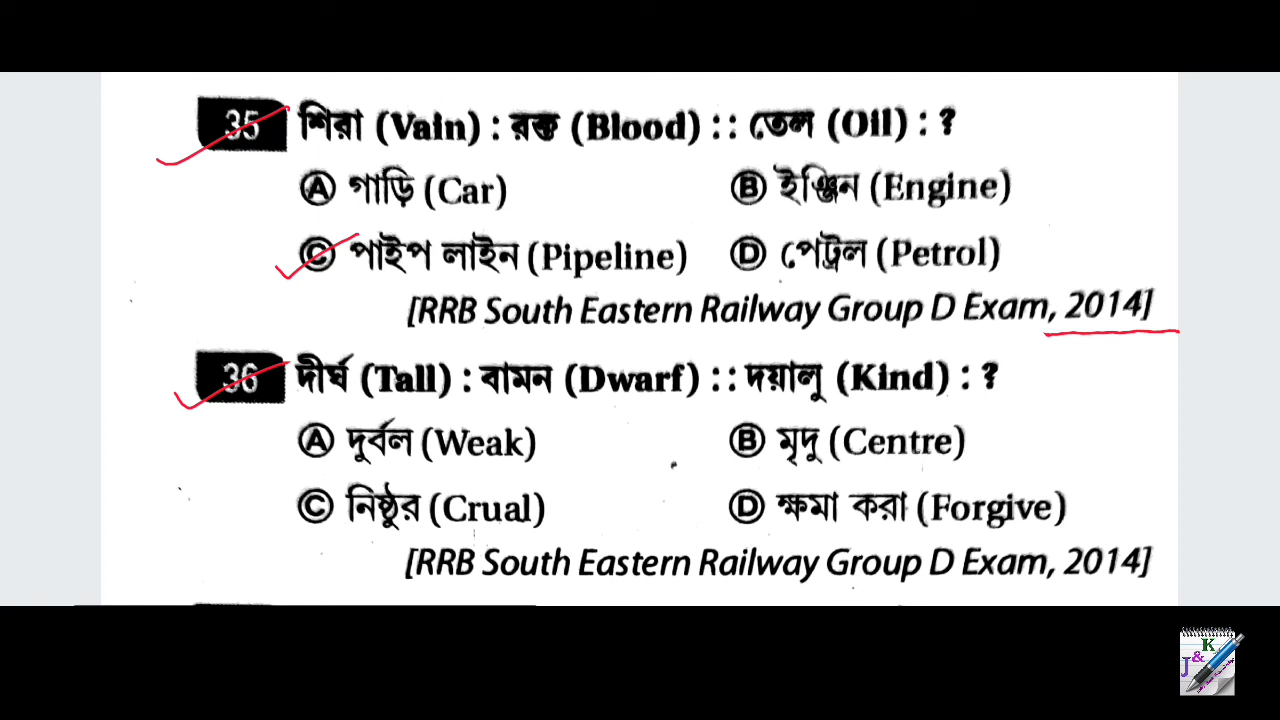 35 শিরা (Vain) : রক্ত (Blood) : : তেল (Oil) : ?
Ⓐ গাড়ি (Car) Ⓑ ইঞ্জিন (Engine)
Ⓒ পাইপ লাইন (Pipeline) Ⓓ পেট্রল (Petrol)
[RRB South Eastern Railway Group D Exam, 2014]
36 দীর্ঘ (Tall) : বামন (Dwarf) : : দয়ালু (Kind) : ?
Ⓐ দুর্বল (Weak) Ⓑ মৃদু (Centre)
Ⓒ নিষ্ঠুর (Crual) Ⓓ ক্ষমা করা (Forgive)
[RRB South Eastern Railway Group D Exam, 2014]
J & K